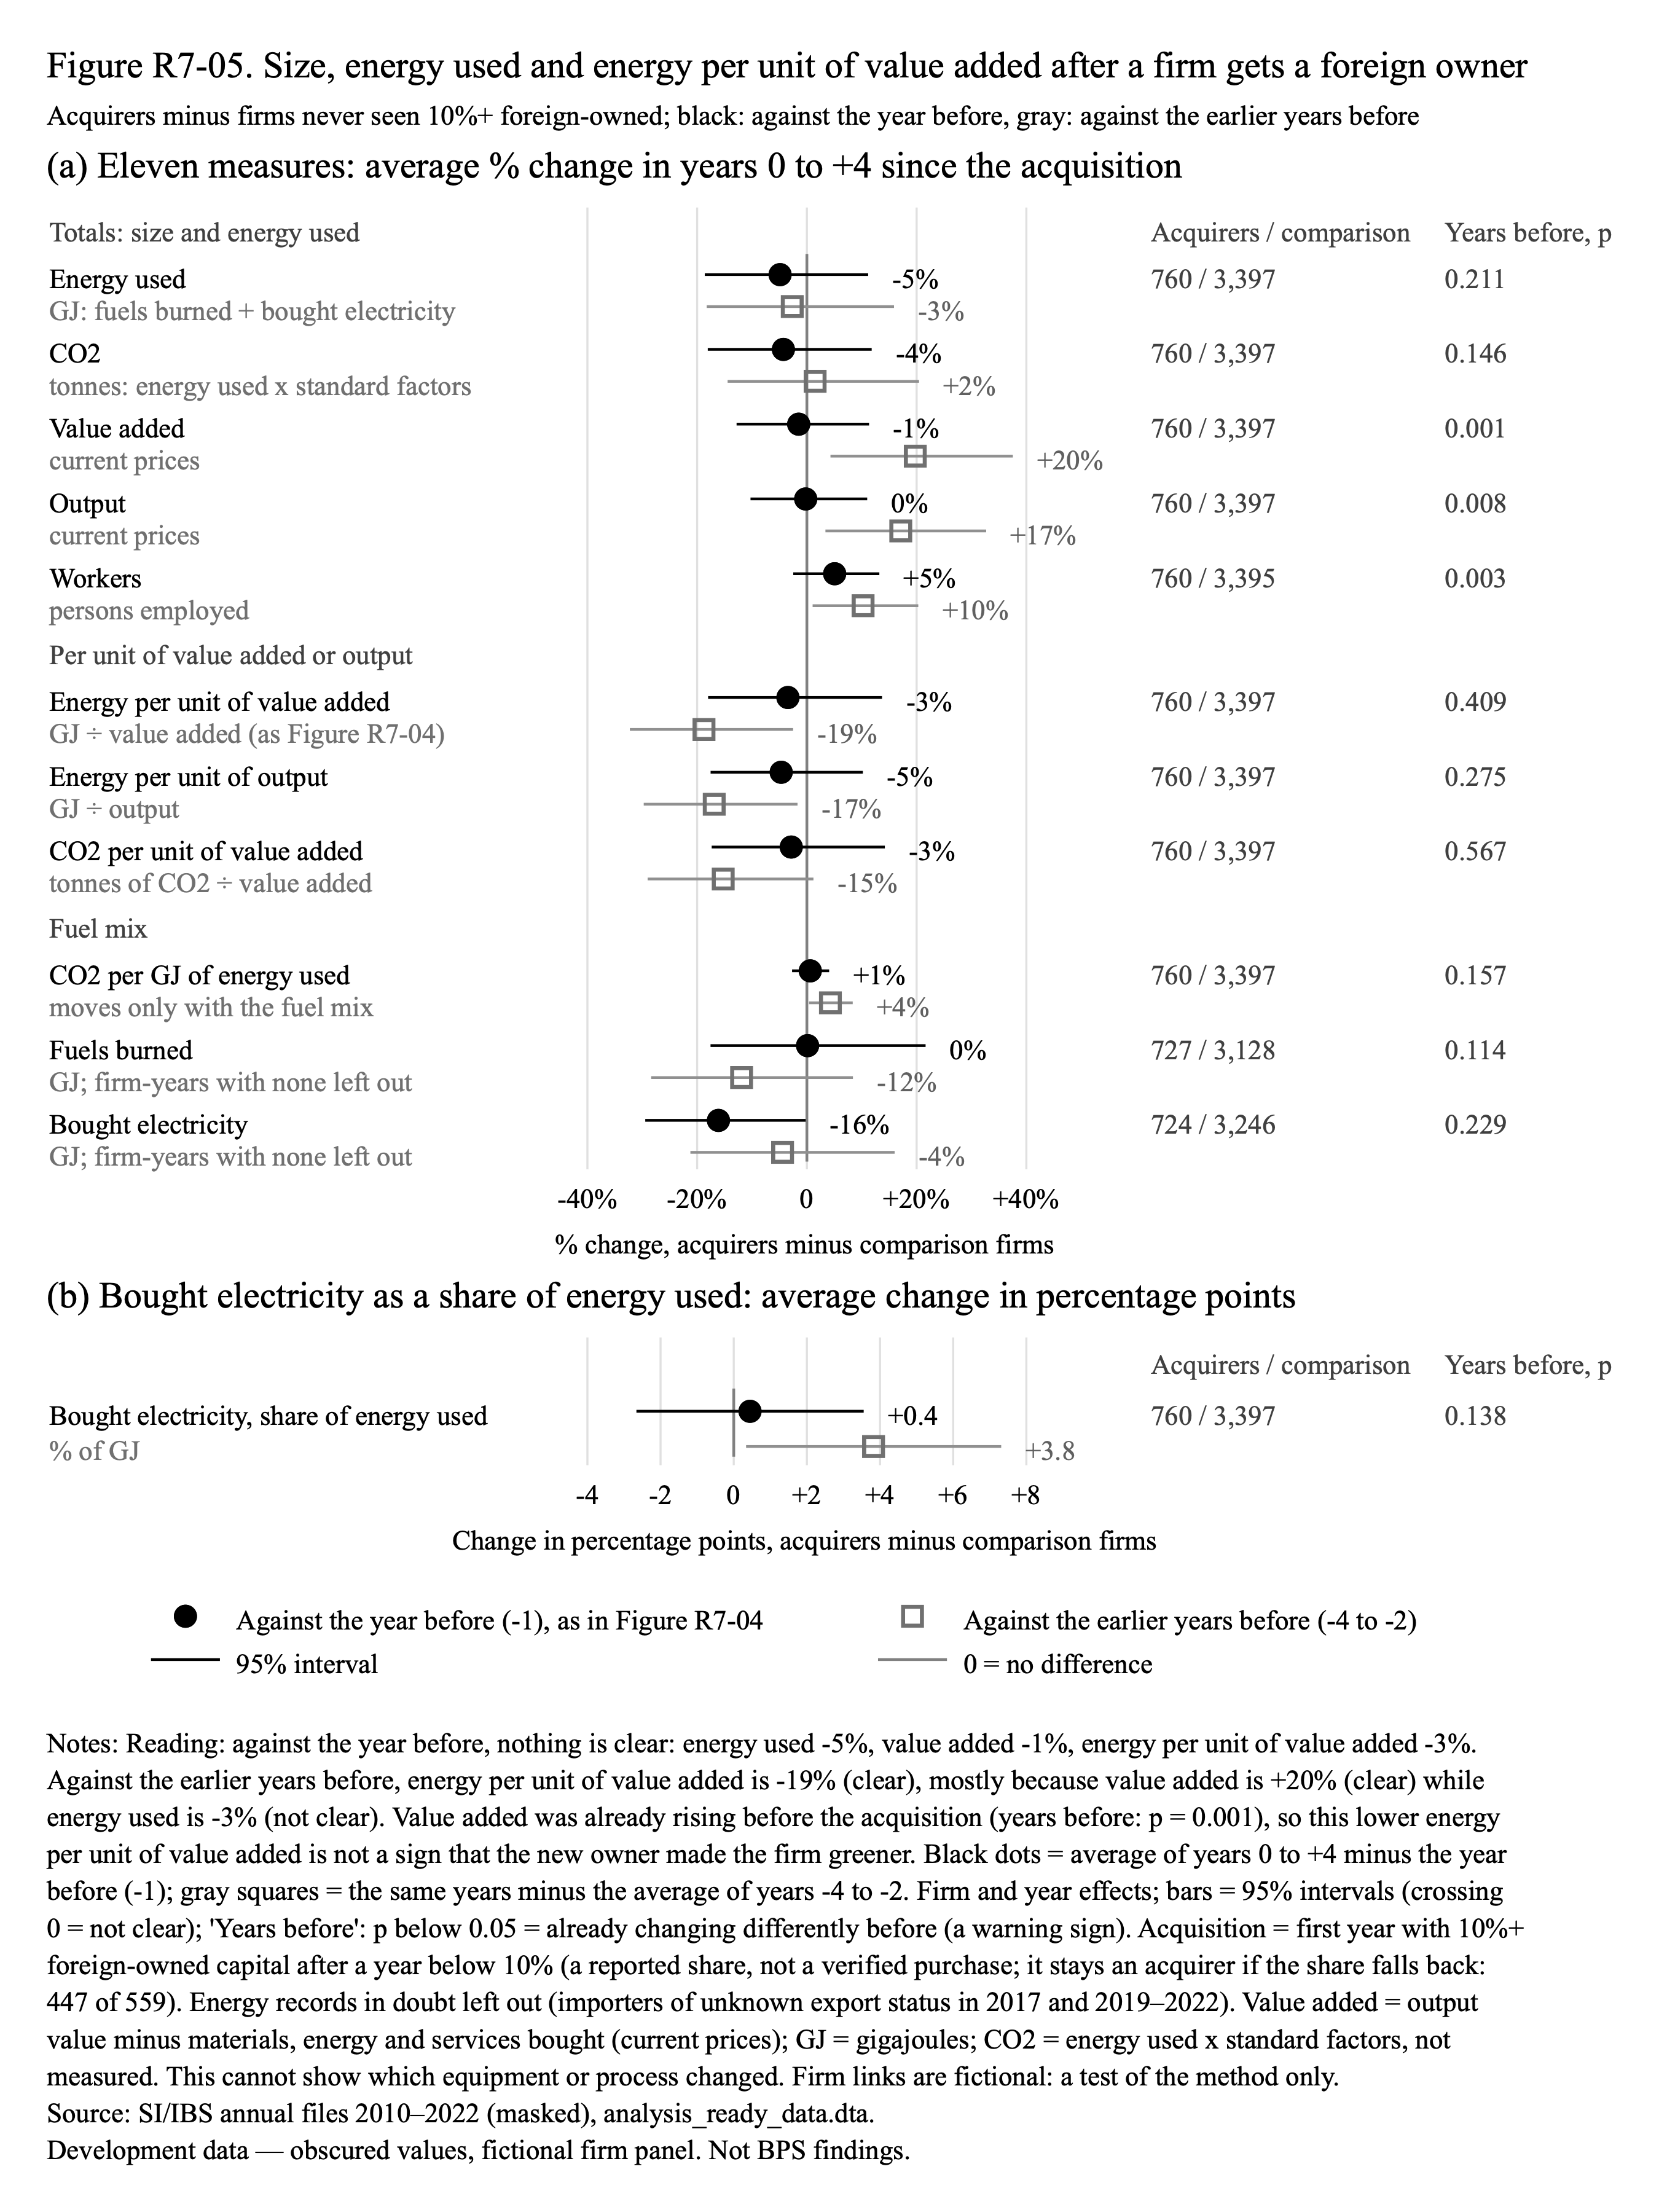 Figure R7-05. Size, energy used and energy per unit of value added after a firm gets a foreign owner
Acquirers minus firms never seen 10%+ foreign-owned; black: against the year before, gray: against the earlier years before
(a) Eleven measures: average % change in years 0 to +4 since the acquisition
Totals: size and energy used Acquirers / comparison Years before, p
Energy used -5% 760 / 3,397 0.211
GJ: fuels burned + bought electricity -3%
CO2 -4% 760 / 3,397 0.146
tonnes: energy used x standard factors +2%
Value added -1% 760 / 3,397 0.001
current prices +20%
Output 0% 760 / 3,397 0.008
current prices +17%
Workers +5% 760 / 3,395 0.003
persons employed +10%
Per unit of value added or output
Energy per unit of value added -3% 760 / 3,397 0.409
GJ ÷ value added (as Figure R7-04) -19%
Energy per unit of output -5% 760 / 3,397 0.275
GJ ÷ output -17%
CO2 per unit of value added -3% 760 / 3,397 0.567
tonnes of CO2 ÷ value added -15%
Fuel mix
CO2 per GJ of energy used +1% 760 / 3,397 0.157
moves only with the fuel mix +4%
Fuels burned 0% 727 / 3,128 0.114
GJ; firm-years with none left out -12%
Bought electricity -16% 724 / 3,246 0.229
GJ; firm-years with none left out -4%
-40% -20% 0 +20% +40%
% change, acquirers minus comparison firms
(b) Bought electricity as a share of energy used: average change in percentage points
Acquirers / comparison Years before, p
Bought electricity, share of energy used +0.4 760 / 3,397 0.138
% of GJ +3.8
-4 -2 0 +2 +4 +6 +8
Change in percentage points, acquirers minus comparison firms
Against the year before (-1), as in Figure R7-04 Against the earlier years before (-4 to -2)
95% interval 0 = no difference
Notes: Reading: against the year before, nothing is clear: energy used -5%, value added -1%, energy per unit of value added -3%.
Against the earlier years before, energy per unit of value added is -19% (clear), mostly because value added is +20% (clear) while
energy used is -3% (not clear). Value added was already rising before the acquisition (years before: p = 0.001), so this lower energy
per unit of value added is not a sign that the new owner made the firm greener. Black dots = average of years 0 to +4 minus the year
before (-1); gray squares = the same years minus the average of years -4 to -2. Firm and year effects; bars = 95% intervals (crossing
0 = not clear); 'Years before': p below 0.05 = already changing differently before (a warning sign). Acquisition = first year with 10%+
foreign-owned capital after a year below 10% (a reported share, not a verified purchase; it stays an acquirer if the share falls back:
447 of 559). Energy records in doubt left out (importers of unknown export status in 2017 and 2019–2022). Value added = output
value minus materials, energy and services bought (current prices); GJ = gigajoules; CO2 = energy used x standard factors, not
measured. This cannot show which equipment or process changed. Firm links are fictional: a test of the method only.
Source: SI/IBS annual files 2010–2022 (masked), analysis_ready_data.dta.
Development data — obscured values, fictional firm panel. Not BPS findings.